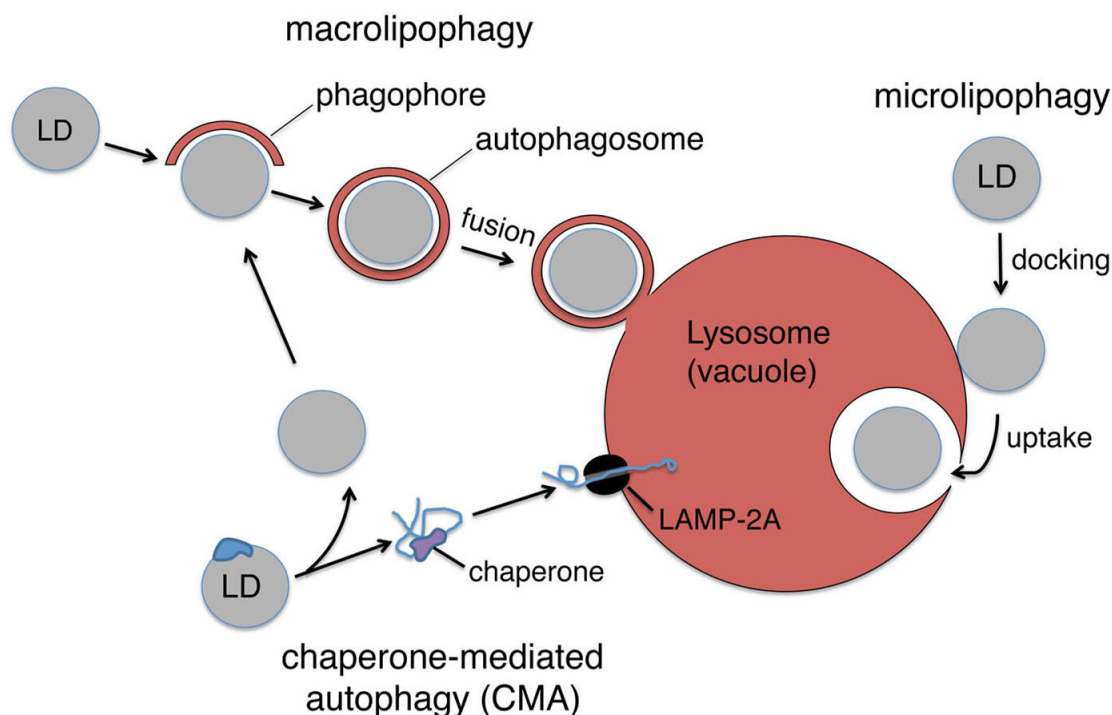 macrolipophagy
LD
phagophore
autophagosome
fusion
microlipophagy
LD
docking
uptake
Lysosome
(vacuole)
LAMP-2A
chaperone
LD
chaperone-mediated
autophagy (CMA)